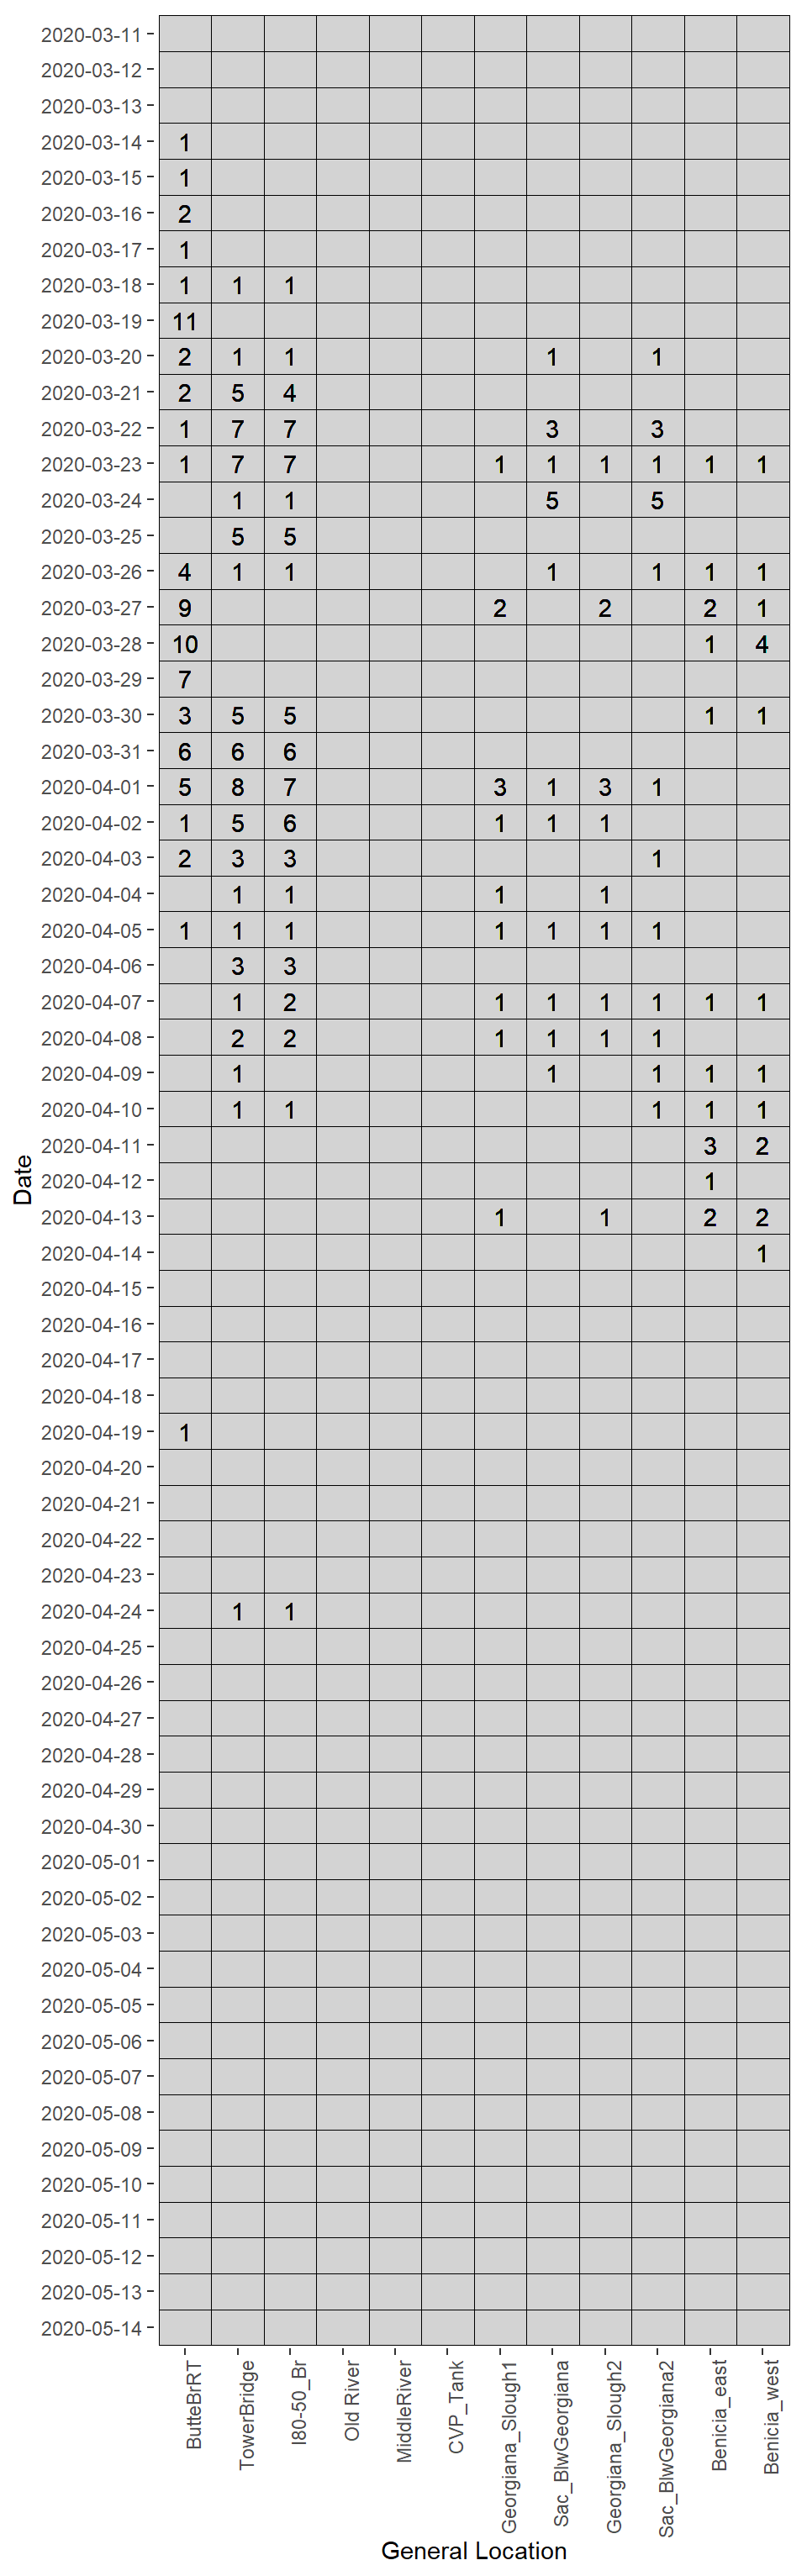 2020-03-11
2020-03-12
2020-03-13
2020-03-14 1
2020-03-15 1
2020-03-16 2
2020-03-17 1
2020-03-18 1 1 1
2020-03-19 11
2020-03-20 2 1 1 1 1
2020-03-21 2 5 4
2020-03-22 1 7 7 3 3
2020-03-23 1 7 7 1 1 1 1 1 1
2020-03-24 1 1 5 5
2020-03-25 5 5
2020-03-26 4 1 1 1 1 1 1
2020-03-27 9 2 2 2 1
2020-03-28 10 1 4
2020-03-29 7
2020-03-30 3 5 5 1 1
2020-03-31 6 6 6
2020-04-01 5 8 7 3 1 3 1
2020-04-02 1 5 6 1 1 1
2020-04-03 2 3 3 1
2020-04-04 1 1 1 1
2020-04-05 1 1 1 1 1 1 1
2020-04-06 3 3
2020-04-07 1 2 1 1 1 1 1 1
2020-04-08 2 2 1 1 1 1
2020-04-09 1 1 1 1 1
2020-04-10 1 1 1 1 1
2020-04-11 3 2
2020-04-12 1
2020-04-13 1 1 2 2
2020-04-14 1
2020-04-15
2020-04-16
2020-04-17
2020-04-18
2020-04-19 1
2020-04-20
2020-04-21
2020-04-22
2020-04-23
2020-04-24 1 1
2020-04-25
2020-04-26
2020-04-27
2020-04-28
2020-04-29
2020-04-30
2020-05-01
2020-05-02
2020-05-03
2020-05-04
2020-05-05
2020-05-06
2020-05-07
2020-05-08
2020-05-09
2020-05-10
2020-05-11
2020-05-12
2020-05-13
2020-05-14
Date
ButteBrRT
TowerBridge
I80-50_Br
Old River
MiddleRiver
CVP_Tank
Georgiana_Slough1
Sac_BlwGeorgiana
Georgiana_Slough2
Sac_BlwGeorgiana2
Benicia_east
Benicia_west
General Location